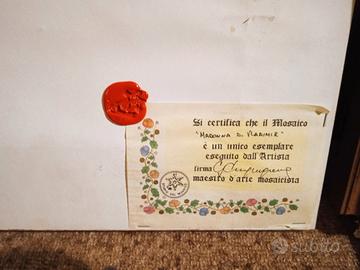 Si certifica che il Mosaico
"MADONNA DI VLADIMIR"
è un unico esemplare
eseguito dall'Artista
firma
maestro d'arte mosaicista
subito